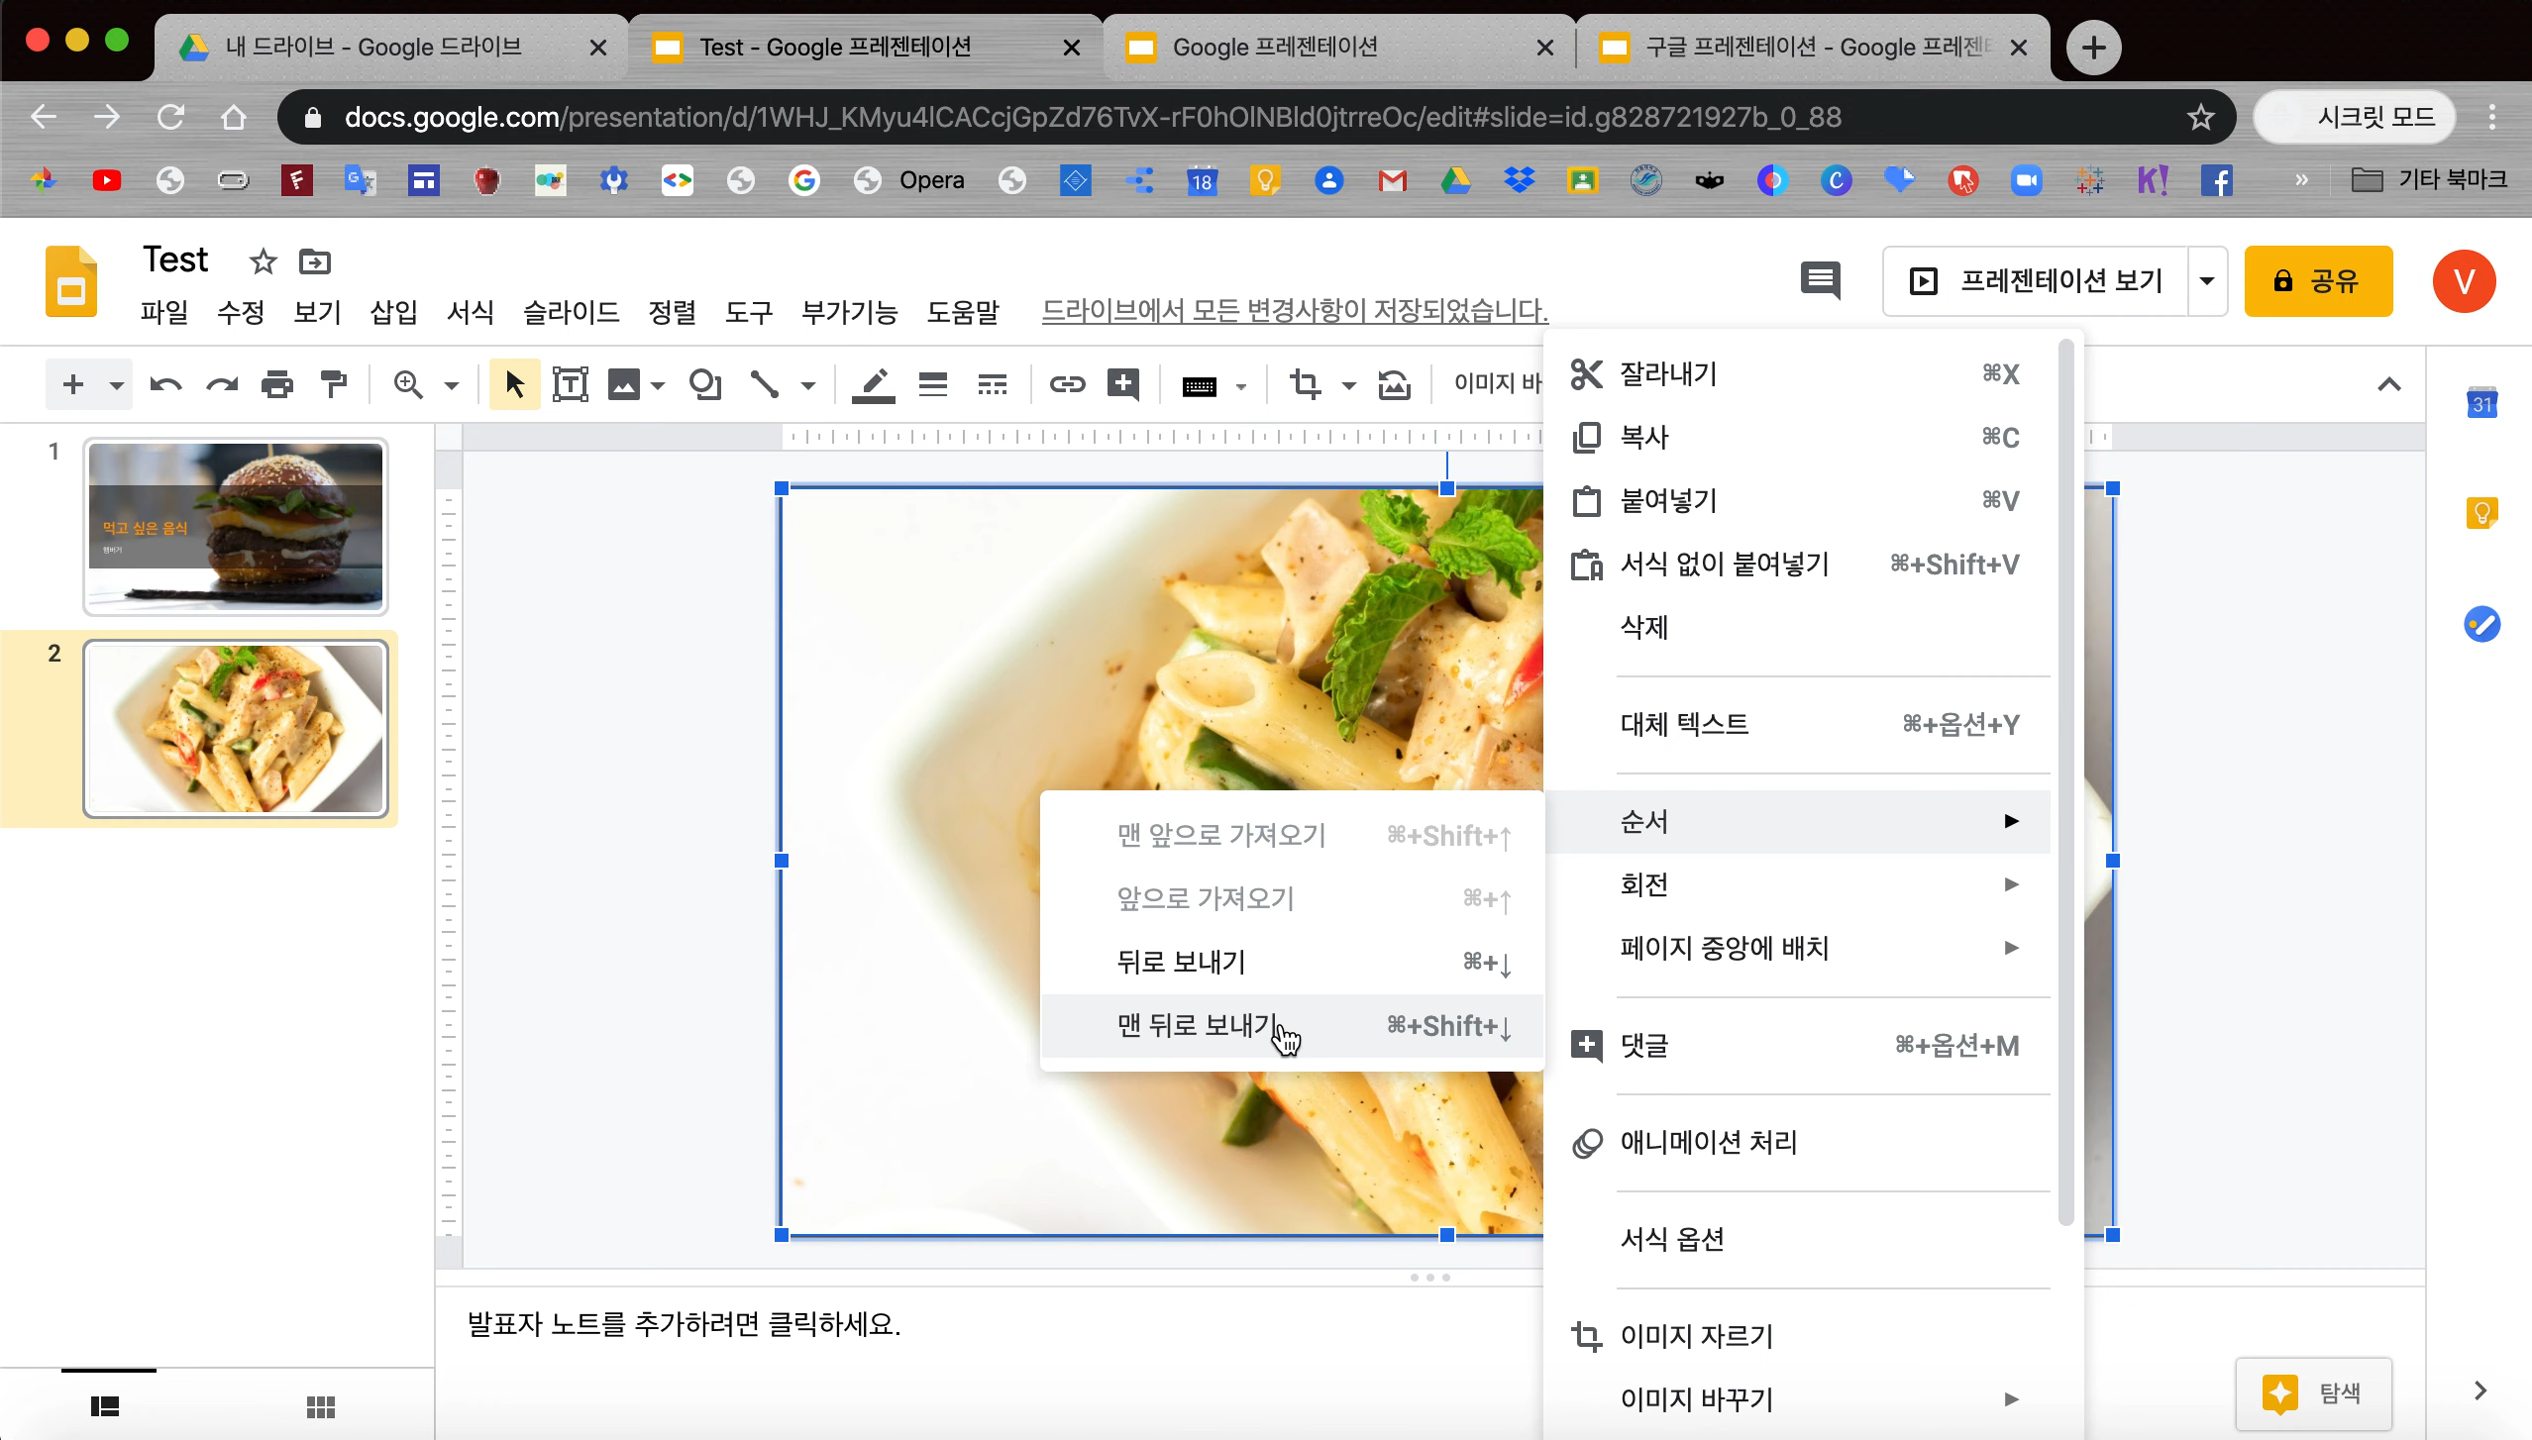 내 드라이브 - Google 드라이브
Test - Google 프레젠테이션
Google 프레젠테이션
구글 프레젠테이션 - Google 프레젠
docs.google.com/presentation/d/1WHJ_KMyu4lCACcjGpZd76TvX-rF0hOlNBld0jtrreOc/edit#slide=id.g828721927b_0_88
시크릿 모드
Opera
18
기타 북마크
Test
파일 수정 보기 삽입 서식 슬라이드 정렬 도구 부가기능 도움말 드라이브에서 모든 변경사항이 저장되었습니다.
프레젠테이션 보기
공유
V
이미지 바
31
1
먹고 싶은 음식
햄버거
2
잘라내기 ⌘X
복사 ⌘C
붙여넣기 ⌘V
서식 없이 붙여넣기 ⌘+Shift+V
삭제
대체 텍스트 ⌘+옵션+Y
순서
회전
페이지 중앙에 배치
댓글 ⌘+옵션+M
애니메이션 처리
서식 옵션
이미지 자르기
이미지 바꾸기
맨 앞으로 가져오기 ⌘+Shift+↑
앞으로 가져오기 ⌘+↑
뒤로 보내기 ⌘+↓
맨 뒤로 보내기 ⌘+Shift+↓
발표자 노트를 추가하려면 클릭하세요.
탐색